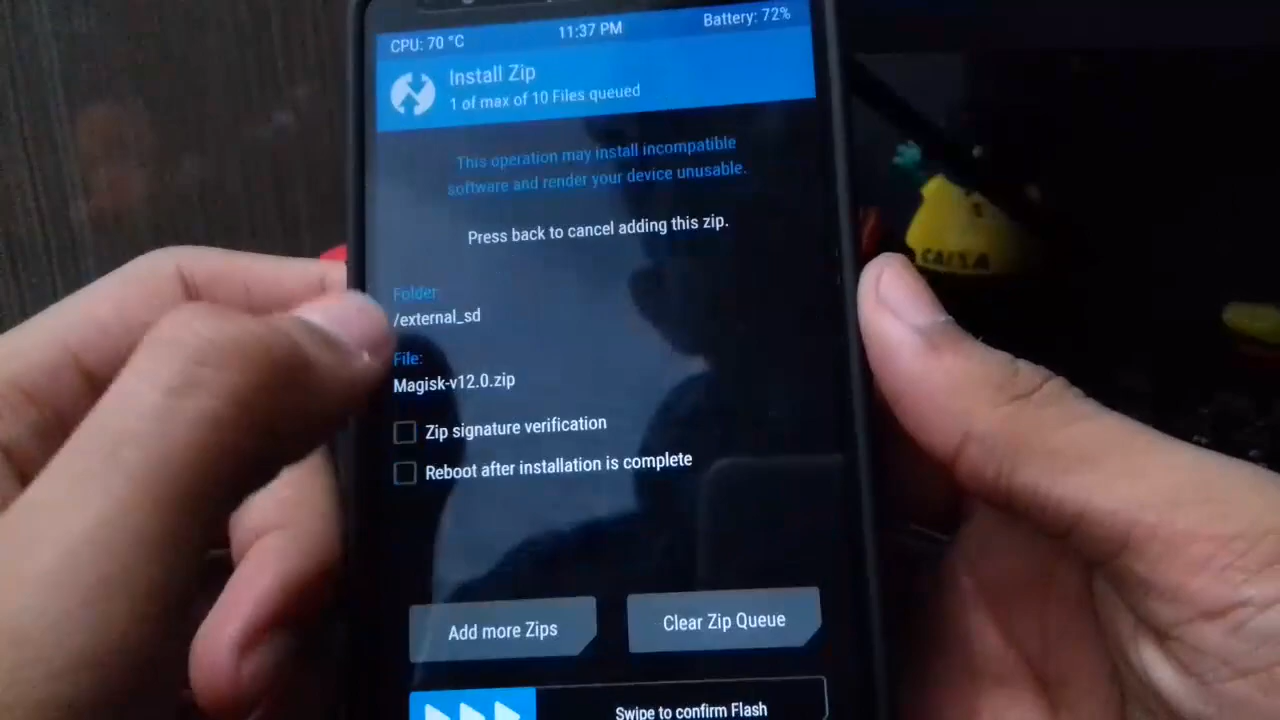 CPU: 70 °C
11:37 PM
Battery: 72%
Install Zip
1 of max of 10 Files queued
This operation may install incompatible
software and render your device unusable.
Press back to cancel adding this zip.
Folder:
/external_sd
File:
Magisk-v12.0.zip
Zip signature verification
Reboot after installation is complete
Add more Zips
Clear Zip Queue
Swipe to confirm Flash
CAIXA